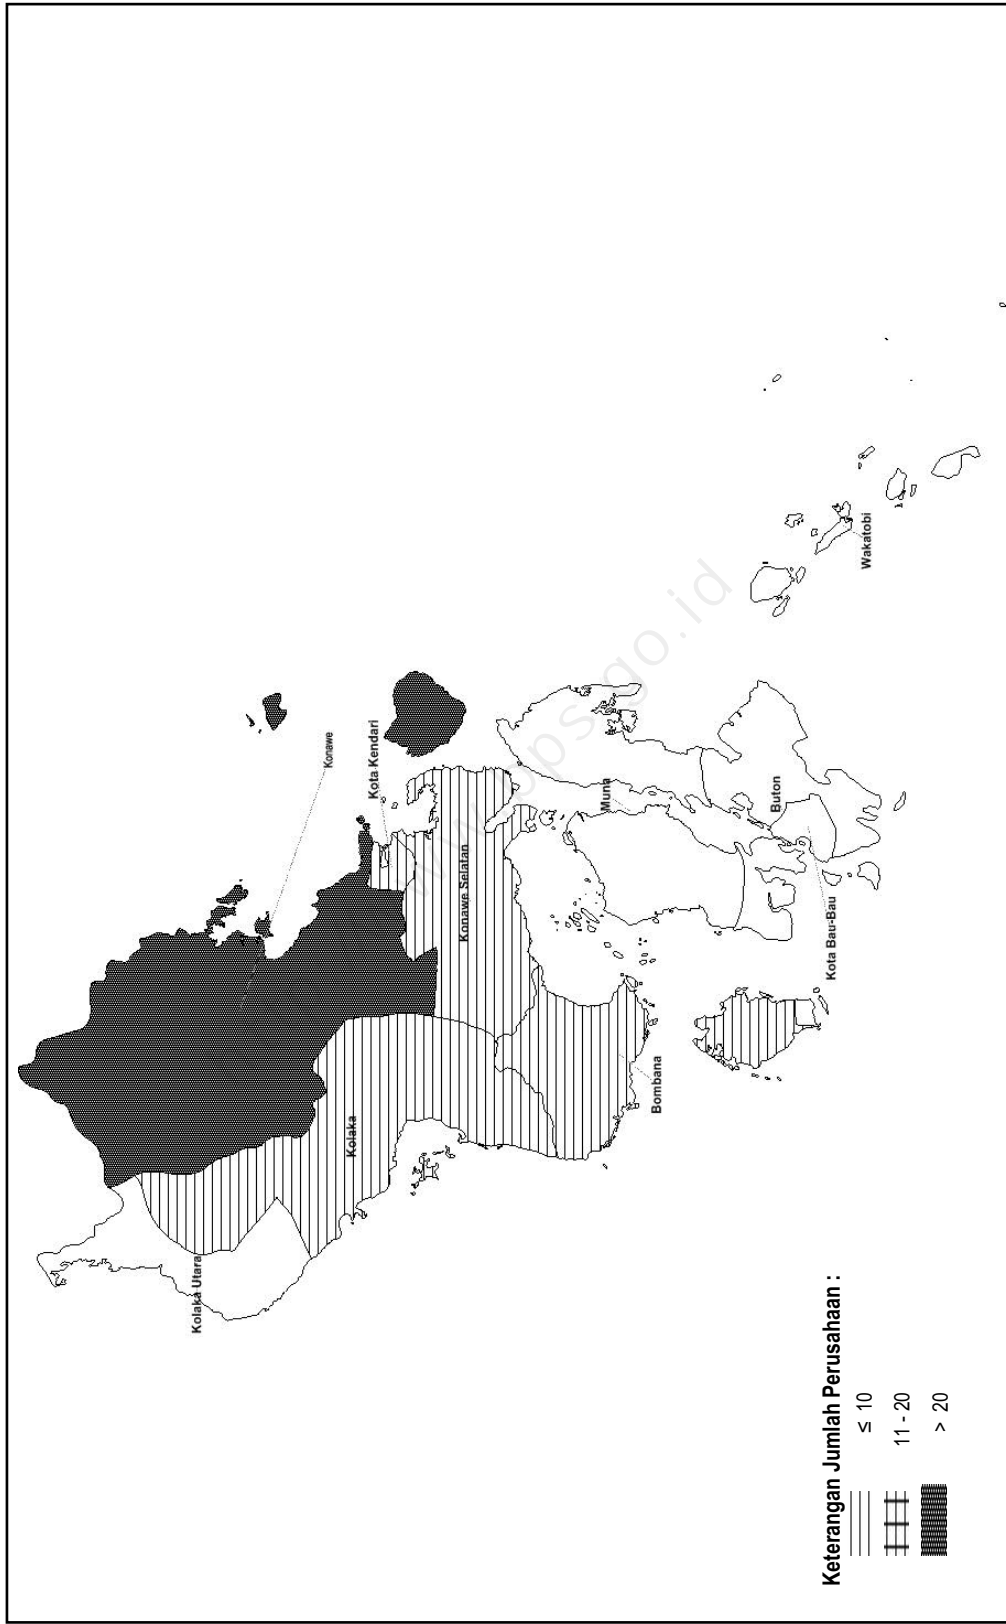 Kolaka Utara
Kolaka
Konawe
Kota Kendari
Konawe Selatan
Bombana
Muna
Buton
Kota Bau-Bau
Wakatobi
Keterangan Jumlah Perusahaan :
≤ 10
11 - 20
> 20